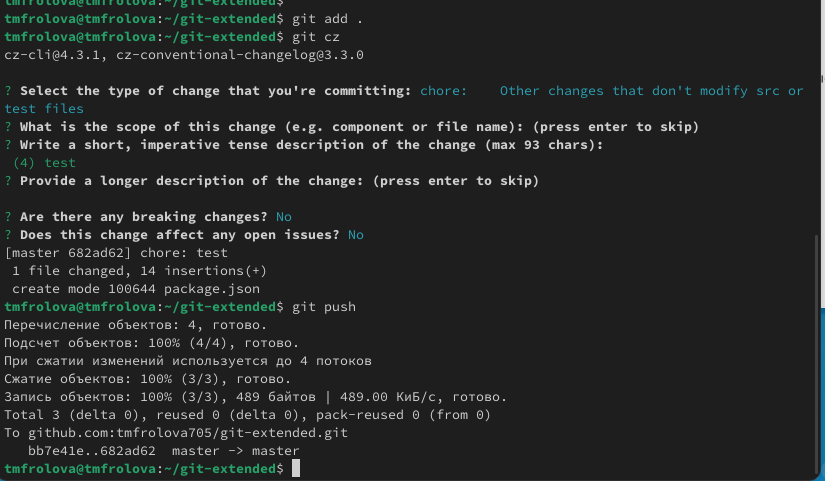 tmfrolova@tmfrolova:~/git-extended$
tmfrolova@tmfrolova:~/git-extended$ git add .
tmfrolova@tmfrolova:~/git-extended$ git cz
cz-cli@4.3.1, cz-conventional-changelog@3.3.0
? Select the type of change that you're committing: chore:    Other changes that don't modify src or
test files
? What is the scope of this change (e.g. component or file name): (press enter to skip)
? Write a short, imperative tense description of the change (max 93 chars):
 (4) test
? Provide a longer description of the change: (press enter to skip)
? Are there any breaking changes? No
? Does this change affect any open issues? No
[master 682ad62] chore: test
 1 file changed, 14 insertions(+)
 create mode 100644 package.json
tmfrolova@tmfrolova:~/git-extended$ git push
Перечисление объектов: 4, готово.
Подсчет объектов: 100% (4/4), готово.
При сжатии изменений используется до 4 потоков
Сжатие объектов: 100% (3/3), готово.
Запись объектов: 100% (3/3), 489 байтов | 489.00 КиБ/с, готово.
Total 3 (delta 0), reused 0 (delta 0), pack-reused 0 (from 0)
To github.com:tmfrolova705/git-extended.git
   bb7e41e..682ad62  master -> master
tmfrolova@tmfrolova:~/git-extended$